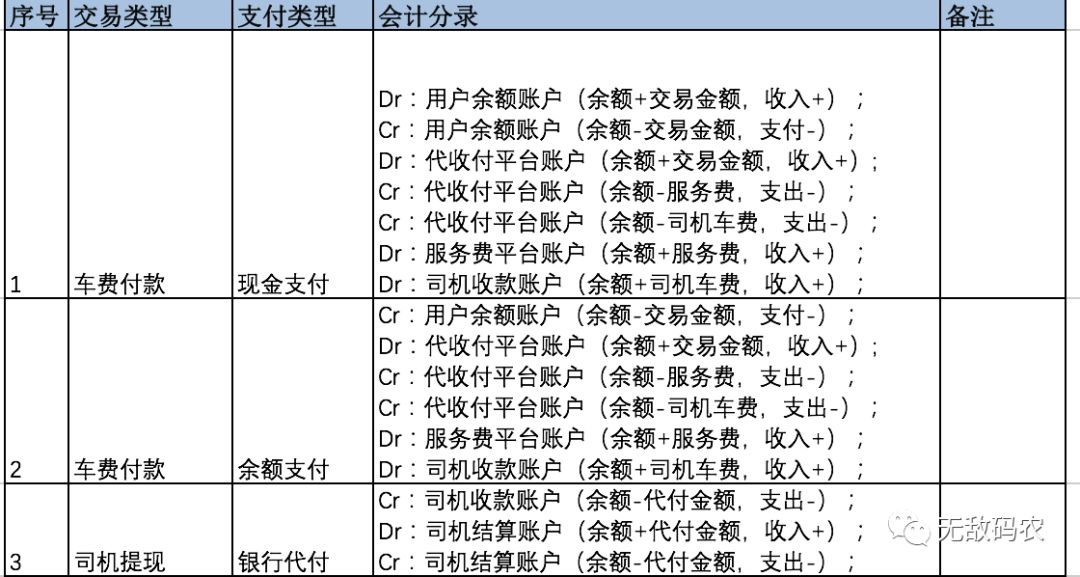 序号 交易类型 支付类型 会计分录 备注
Dr：用户余额账户（余额+交易金额，收入+）；
Cr：用户余额账户（余额-交易金额，支付-）；
Dr：代收付平台账户（余额+交易金额，收入+）；
Cr：代收付平台账户（余额-服务费，支出-）；
Cr：代收付平台账户（余额-司机车费，支出-）；
Dr：服务费平台账户（余额+服务费，收入+）；
1 车费付款 现金支付 Dr：司机收款账户（余额+司机车费，收入+）；
Cr：用户余额账户（余额-交易金额，支付-）；
Dr：代收付平台账户（余额+交易金额，收入+）；
Cr：代收付平台账户（余额-服务费，支出-）；
Cr：代收付平台账户（余额-司机车费，支出-）；
Dr：服务费平台账户（余额+服务费，收入+）；
2 车费付款 余额支付 Dr：司机收款账户（余额+司机车费，收入+）；
Cr：司机收款账户（余额-代付金额，支出-）；
Dr：司机结算账户（余额+代付金额，收入+）；
无敌码农
3 司机提现 银行代付 Cr：司机结算账户（余额-代付金额，支出-）；